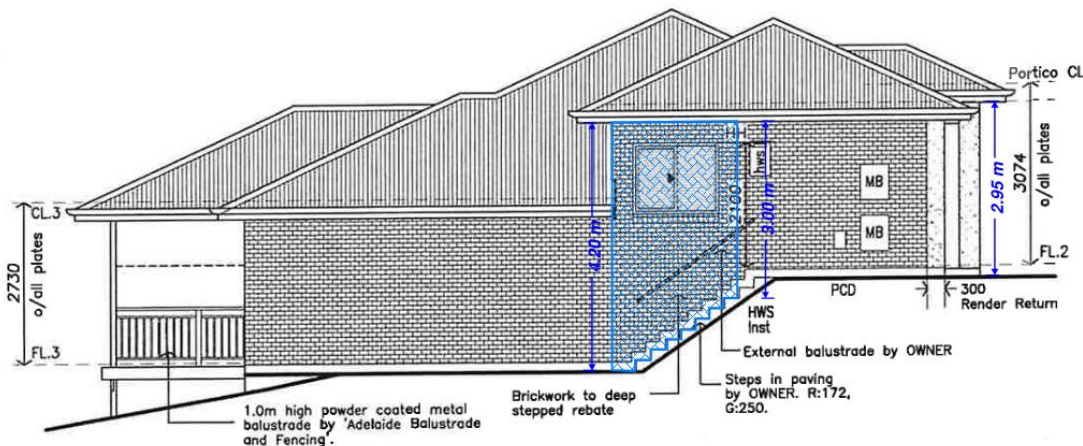 Portico CL
CL.3
2730
o/all plates
FL.3
4.20 m
2100
hws
3.00 m
MB
MB
2.95 m
3074
o/all plates
FL.2
PCD
300
Render Return
HWS
Inst
External balustrade by OWNER
Steps in paving
by OWNER. R:172,
G:250.
Brickwork to deep
stepped rebate
1.0m high powder coated metal
balustrade by 'Adelaide Balustrade
and Fencing'.